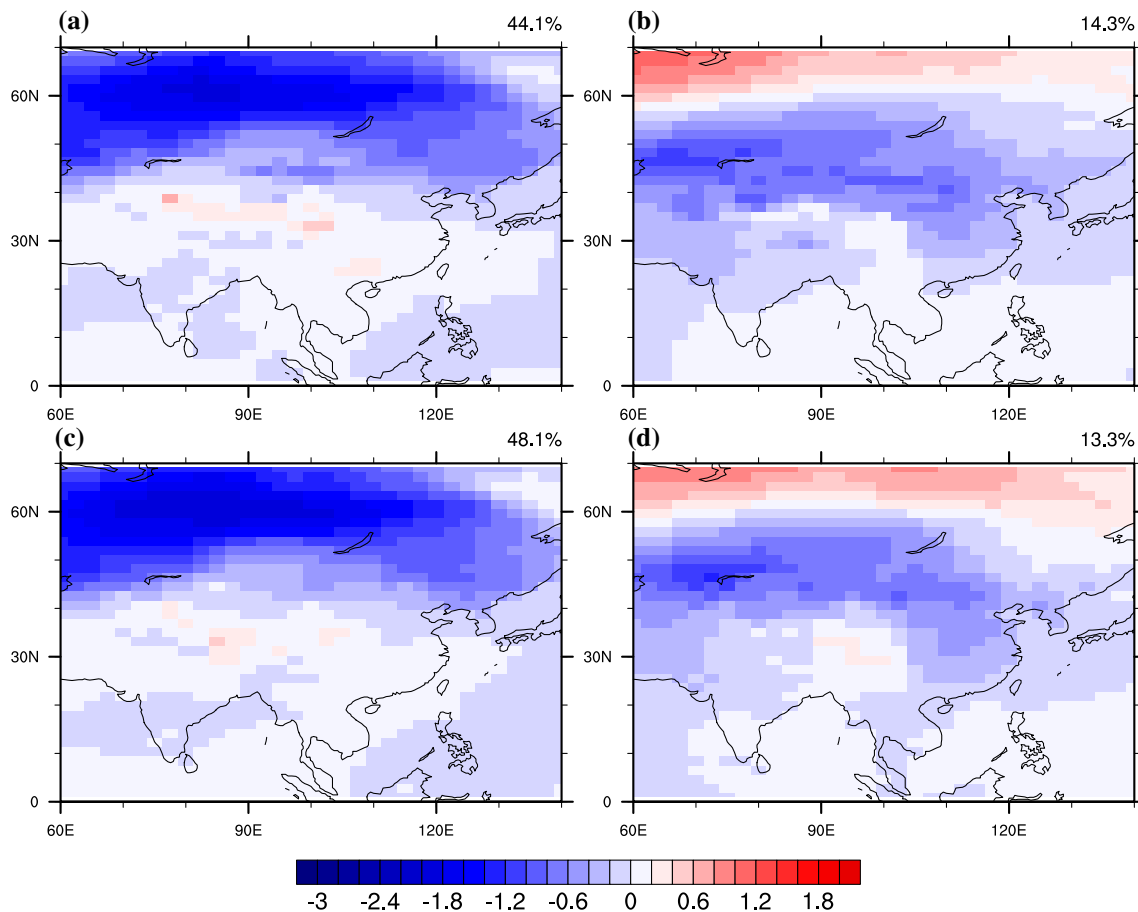 (a) 44.1% (b) 14.3%
60N 60N
30N 30N
0 0
60E 90E 120E 60E 90E 120E
(c) 48.1% (d) 13.3%
60N 60N
30N 30N
0 0
60E 90E 120E 60E 90E 120E
-3 -2.4 -1.8 -1.2 -0.6 0 0.6 1.2 1.8